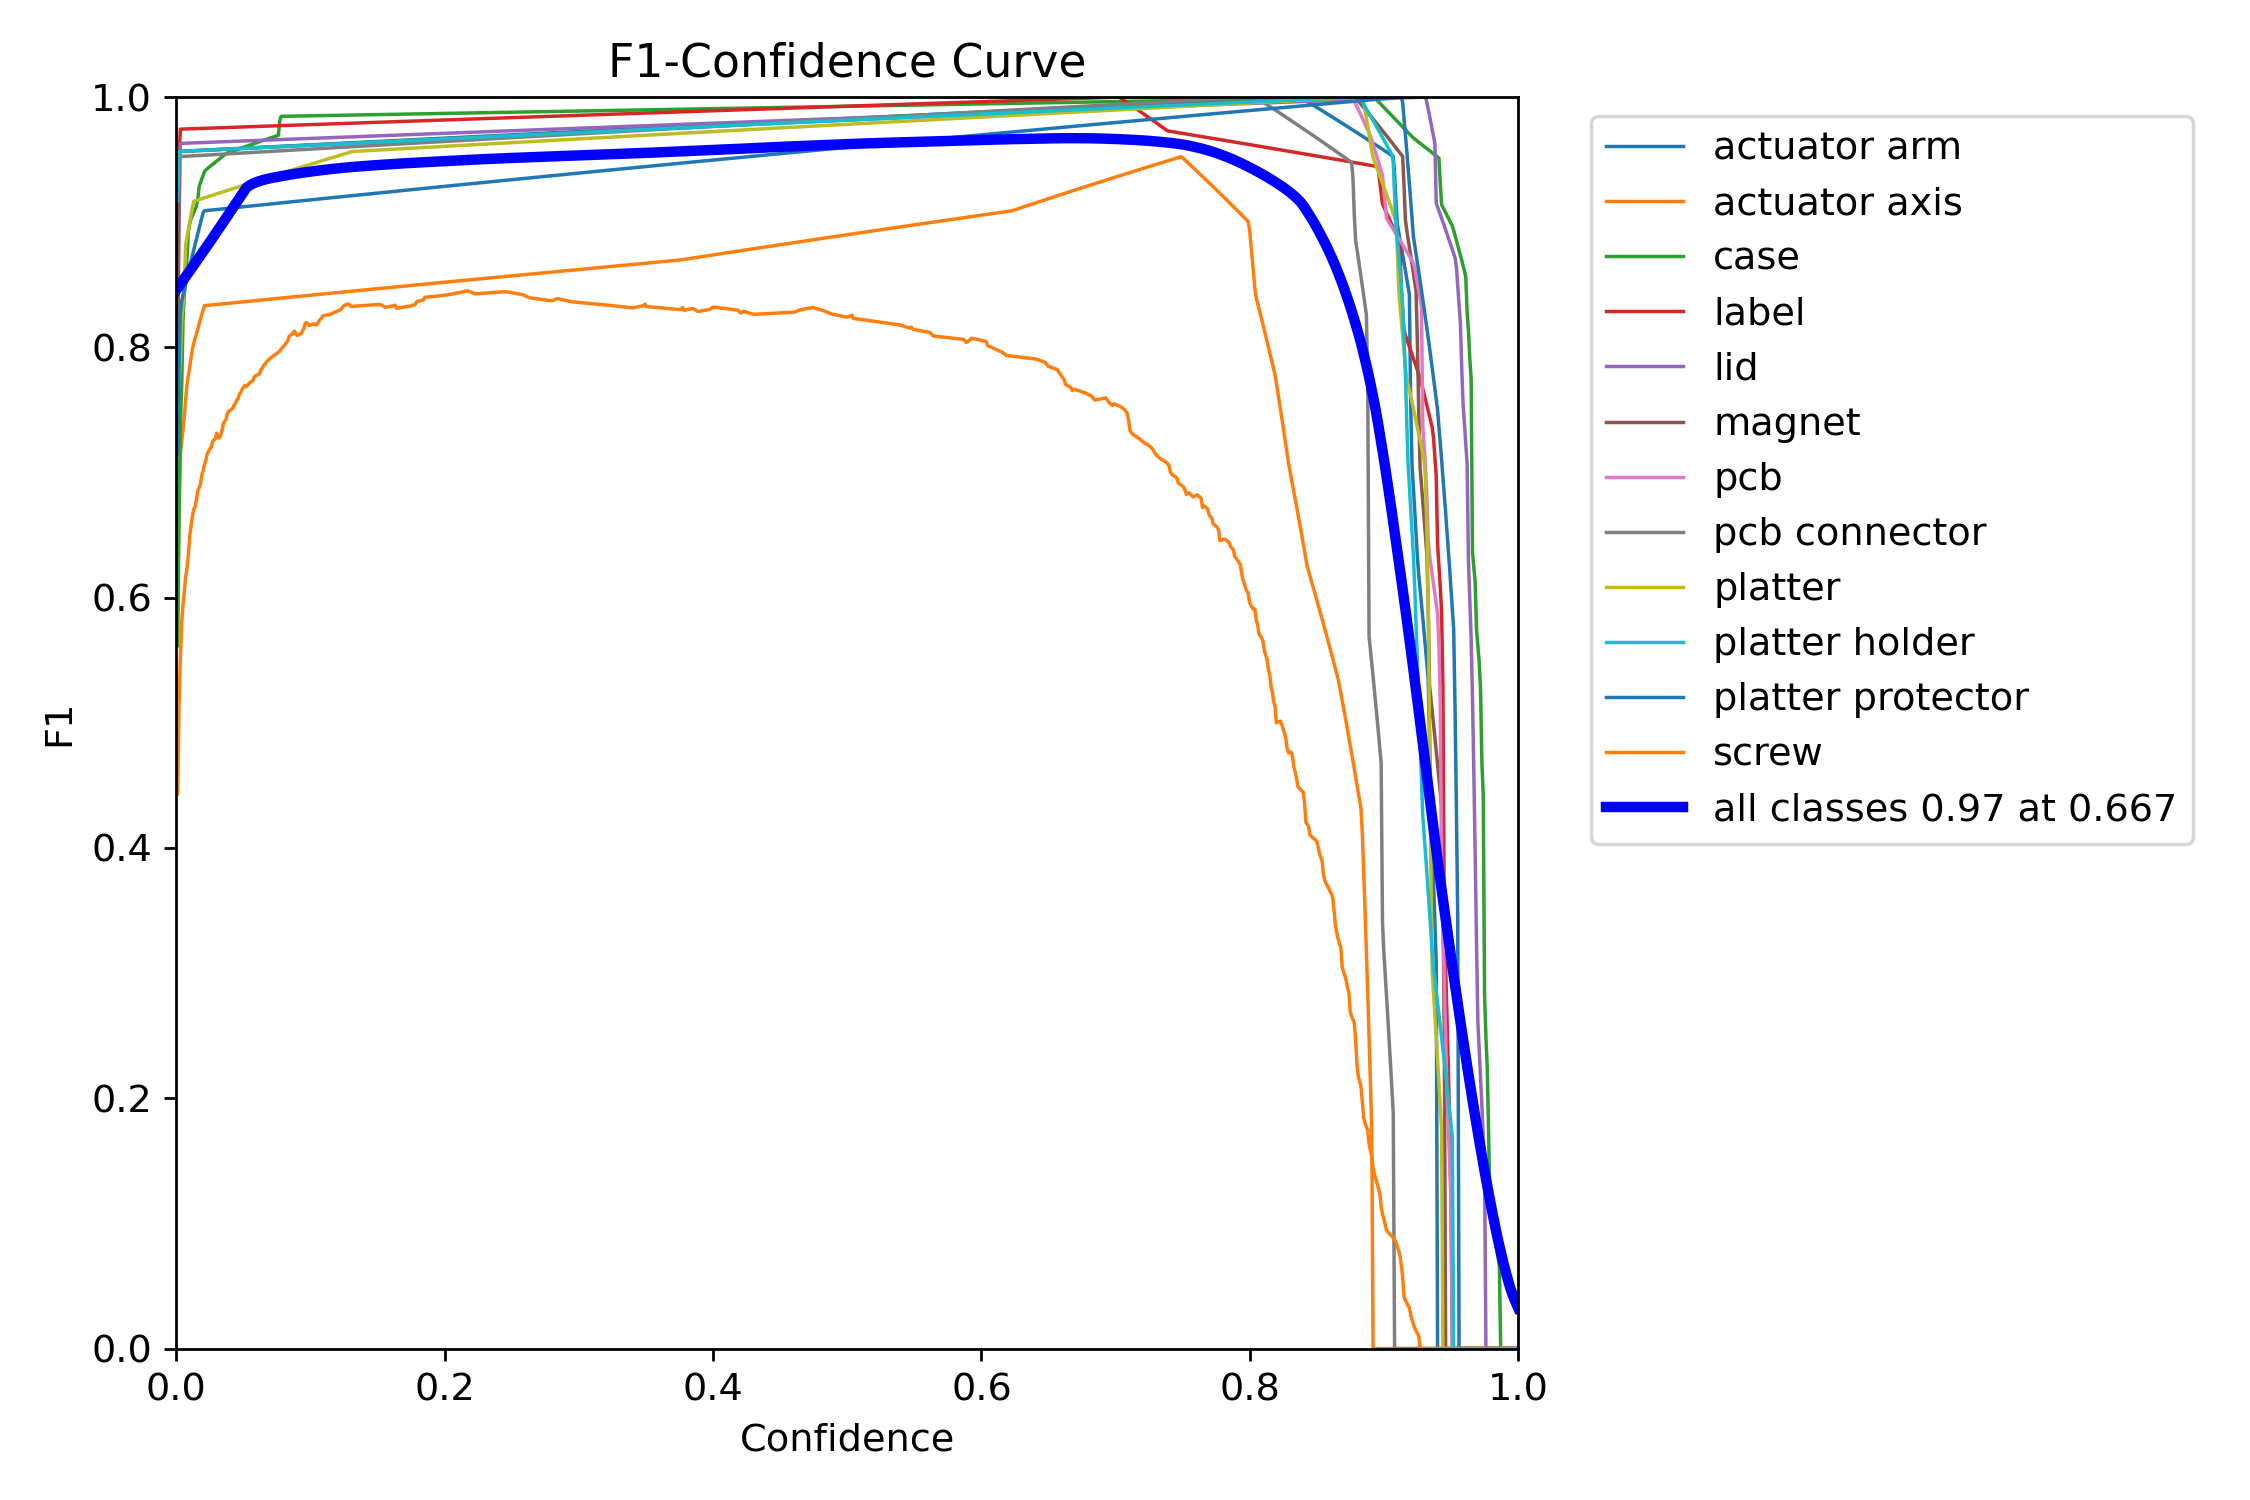 F1-Confidence Curve
1.0
0.8
0.6
0.4
0.2
0.0
F1
0.0 0.2 0.4 0.6 0.8 1.0
Confidence
actuator arm
actuator axis
case
label
lid
magnet
pcb
pcb connector
platter
platter holder
platter protector
screw
all classes 0.97 at 0.667